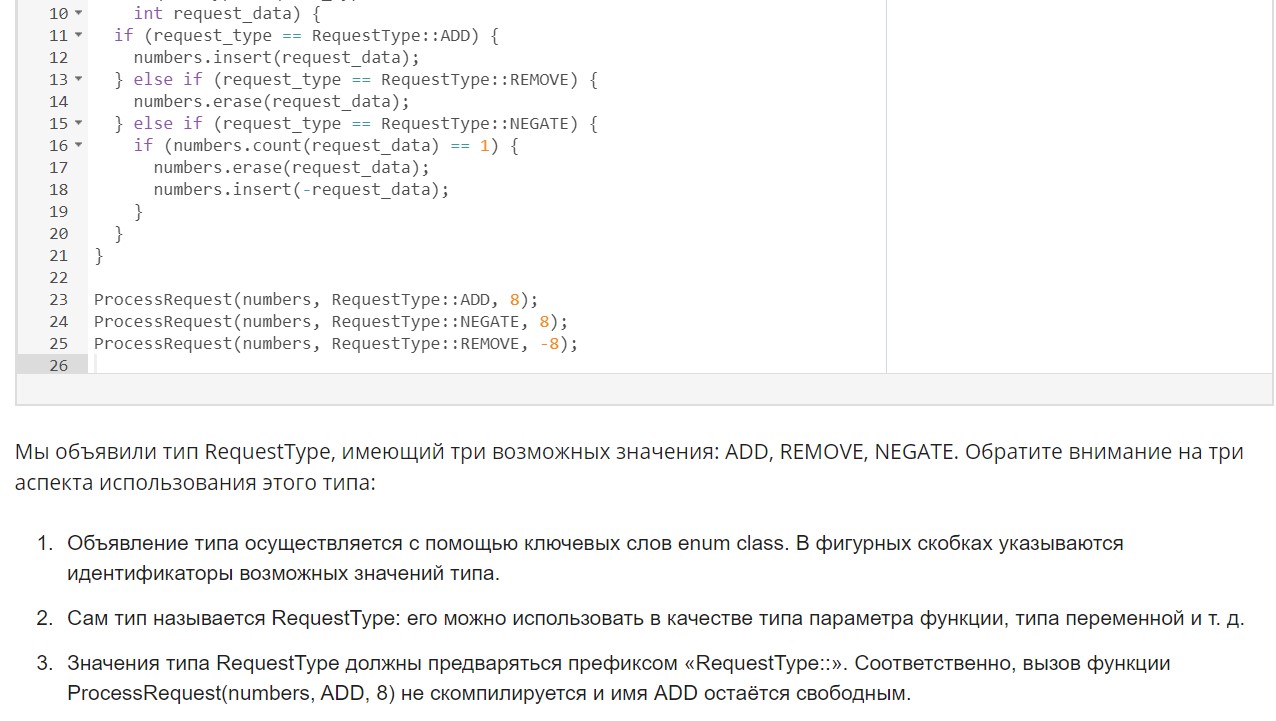 10 int request_data) {
11 if (request_type == RequestType::ADD) {
12 numbers.insert(request_data);
13 } else if (request_type == RequestType::REMOVE) {
14 numbers.erase(request_data);
15 } else if (request_type == RequestType::NEGATE) {
16 if (numbers.count(request_data) == 1) {
17 numbers.erase(request_data);
18 numbers.insert(-request_data);
19 }
20 }
21 }
22
23 ProcessRequest(numbers, RequestType::ADD, 8);
24 ProcessRequest(numbers, RequestType::NEGATE, 8);
25 ProcessRequest(numbers, RequestType::REMOVE, -8);
26
Мы объявили тип RequestType, имеющий три возможных значения: ADD, REMOVE, NEGATE. Обратите внимание на три
аспекта использования этого типа:
1. Объявление типа осуществляется с помощью ключевых слов enum class. В фигурных скобках указываются
идентификаторы возможных значений типа.
2. Сам тип называется RequestType: его можно использовать в качестве типа параметра функции, типа переменной и т. д.
3. Значения типа RequestType должны предваряться префиксом «RequestType::». Соответственно, вызов функции
ProcessRequest(numbers, ADD, 8) не скомпилируется и имя ADD остаётся свободным.